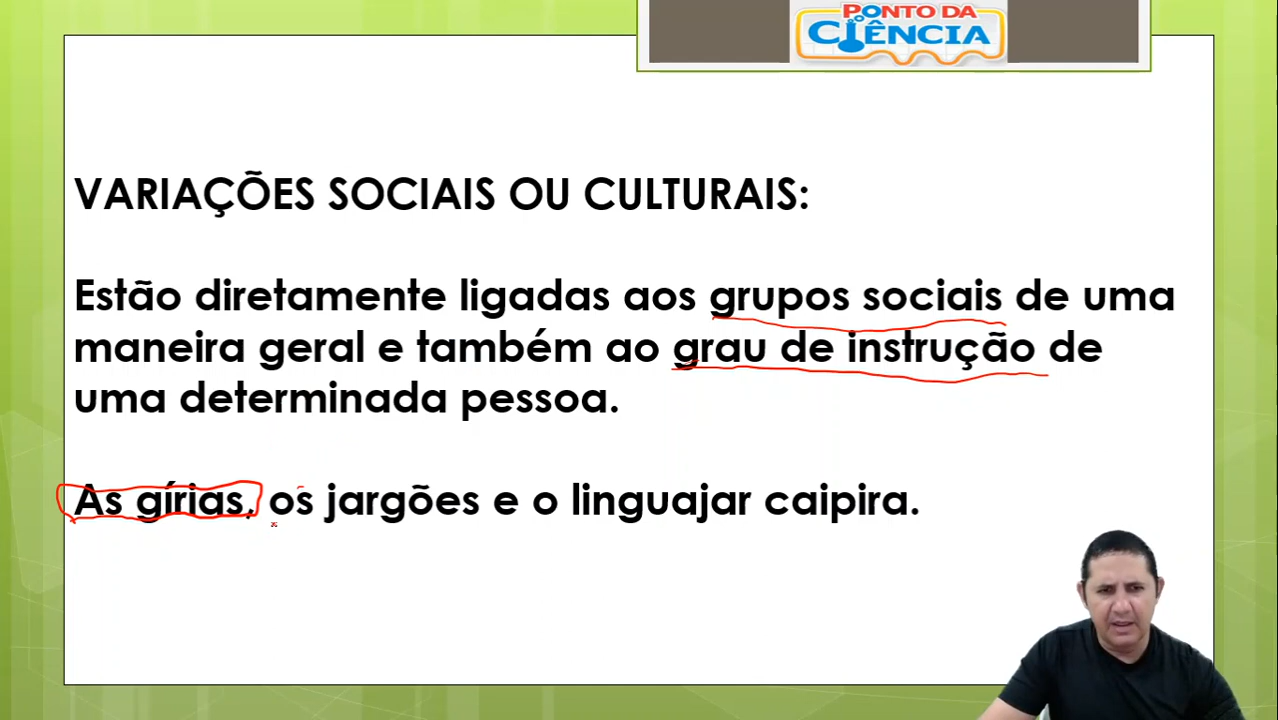 PONTO DA
CIÊNCIA
VARIAÇÕES SOCIAIS OU CULTURAIS:
Estão diretamente ligadas aos grupos sociais de uma
maneira geral e também ao grau de instrução de
uma determinada pessoa.
As gírias, os jargões e o linguajar caipira.